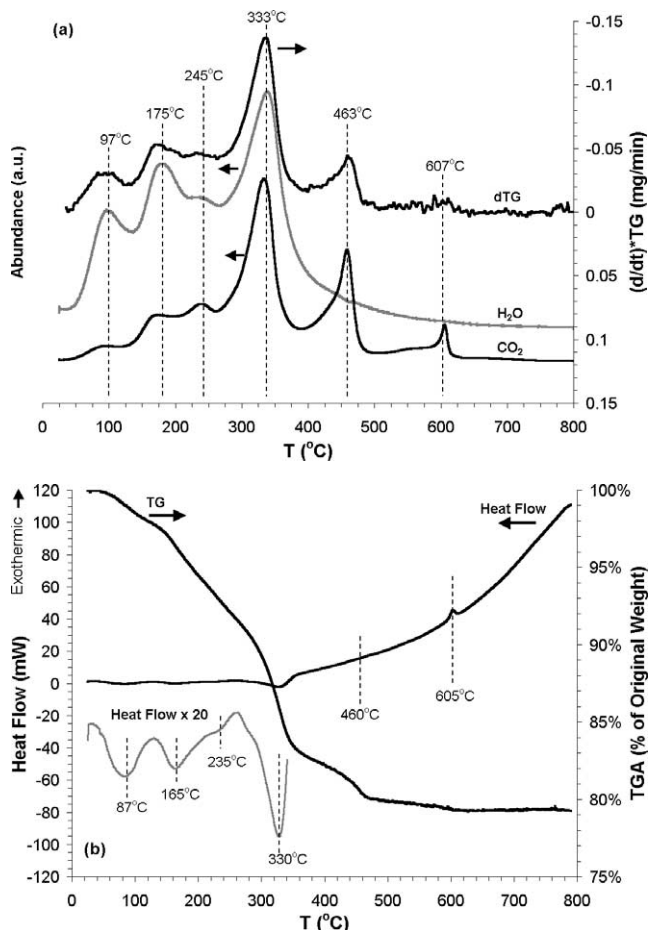 (a)
333°C
-0.15
245°C
-0.1
175°C
463°C
97°C
-0.05
607°C
dTG
0
Abundance (a.u.)
(d/dt)*TG (mg/min)
0.05
H2O
0.1
CO2
0.15
0 100 200 300 400 500 600 700 800
T (°C)
120 100%
TG
Heat Flow
100
Exothermic
80
95%
60
40
90%
20
0
605°C
460°C
-20
Heat Flow x 20
85%
-40
235°C
-60
80%
87°C
165°C
-80
(b)
-100
330°C
-120 75%
Heat Flow (mW)
TGA (% of Original Weight)
0 100 200 300 400 500 600 700 800
T (°C)